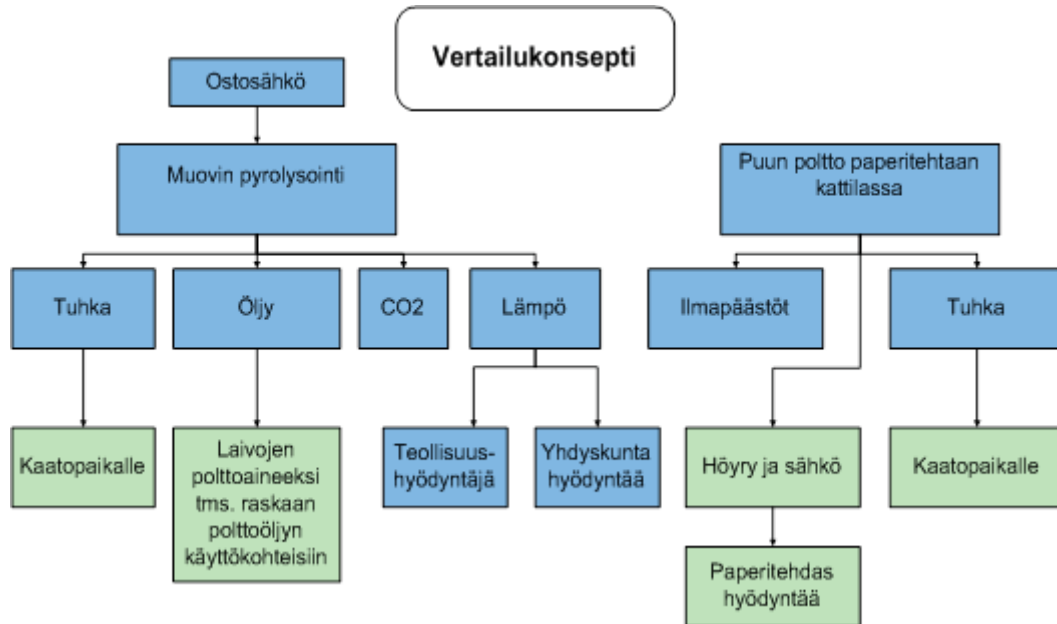 Vertailukonsepti
Ostosähkö
Muovin pyrolysointi
Puun poltto paperitehtaan
kattilassa
Tuhka
Öljy
CO2
Lämpö
Ilmapäästöt
Tuhka
Kaatopaikalle
Laivojen
polttoaineeksi
tms. raskaan
polttoöljyn
käyttökohteisiin
Teollisuus-
hyödyntäjä
Yhdyskunta
hyödyntää
Höyry ja sähkö
Kaatopaikalle
Paperitehdas
hyödyntää